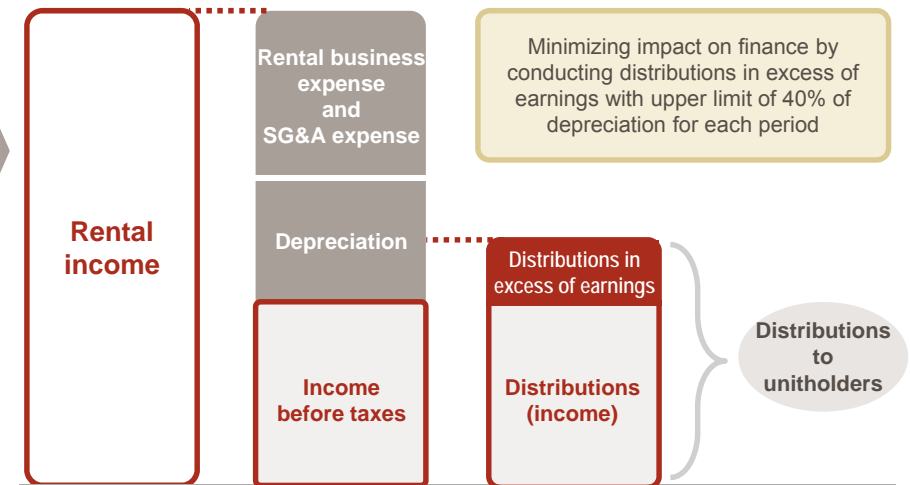 Rental
income
Rental business
expense
and
SG&A expense
Depreciation
Income
before taxes
Minimizing impact on finance by
conducting distributions in excess of
earnings with upper limit of 40% of
depreciation for each period
Distributions in
excess of earnings
Distributions
(income)
Distributions
to
unitholders